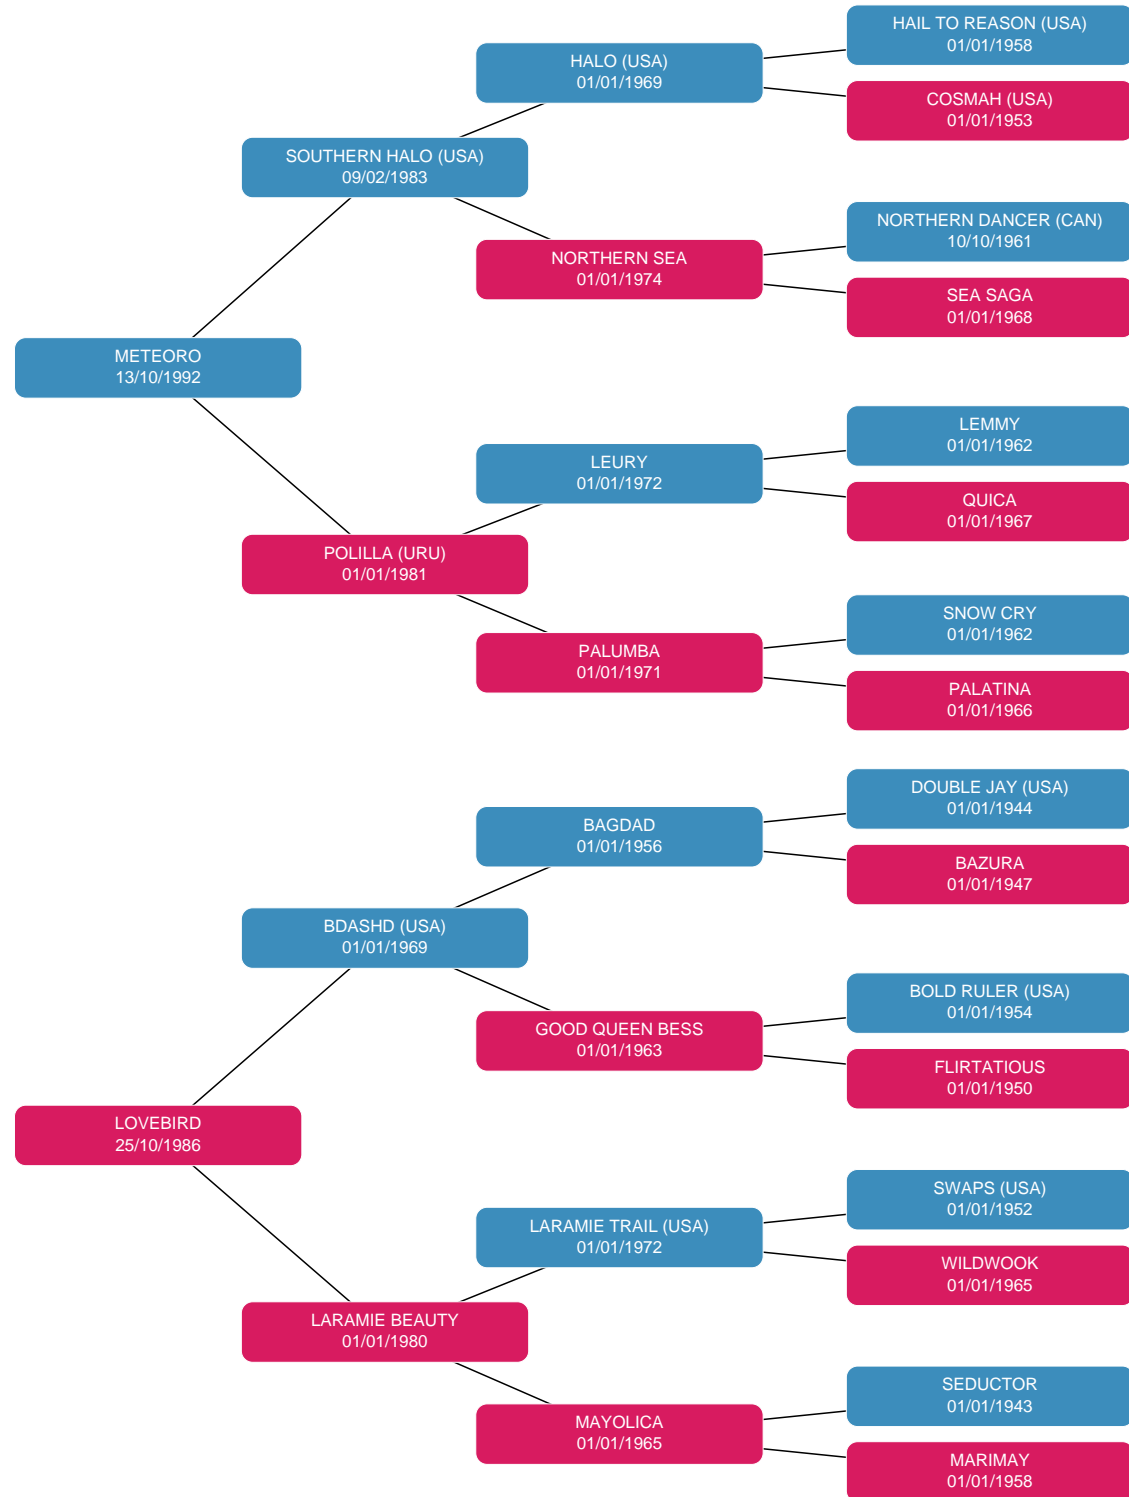 HAIL TO REASON (USA)
01/01/1958
HALO (USA)
01/01/1969
COSMAH (USA)
01/01/1953
SOUTHERN HALO (USA)
09/02/1983
NORTHERN DANCER (CAN)
10/10/1961
NORTHERN SEA
01/01/1974
SEA SAGA
01/01/1968
METEORO
13/10/1992
LEMMY
01/01/1962
LEURY
01/01/1972
QUICA
01/01/1967
POLILLA (URU)
01/01/1981
SNOW CRY
01/01/1962
PALUMBA
01/01/1971
PALATINA
01/01/1966
DOUBLE JAY (USA)
01/01/1944
BAGDAD
01/01/1956
BAZURA
01/01/1947
BDASHD (USA)
01/01/1969
BOLD RULER (USA)
01/01/1954
GOOD QUEEN BESS
01/01/1963
FLIRTATIOUS
01/01/1950
LOVEBIRD
25/10/1986
SWAPS (USA)
01/01/1952
LARAMIE TRAIL (USA)
01/01/1972
WILDWOOK
01/01/1965
LARAMIE BEAUTY
01/01/1980
SEDUCTOR
01/01/1943
MAYOLICA
01/01/1965
MARIMAY
01/01/1958